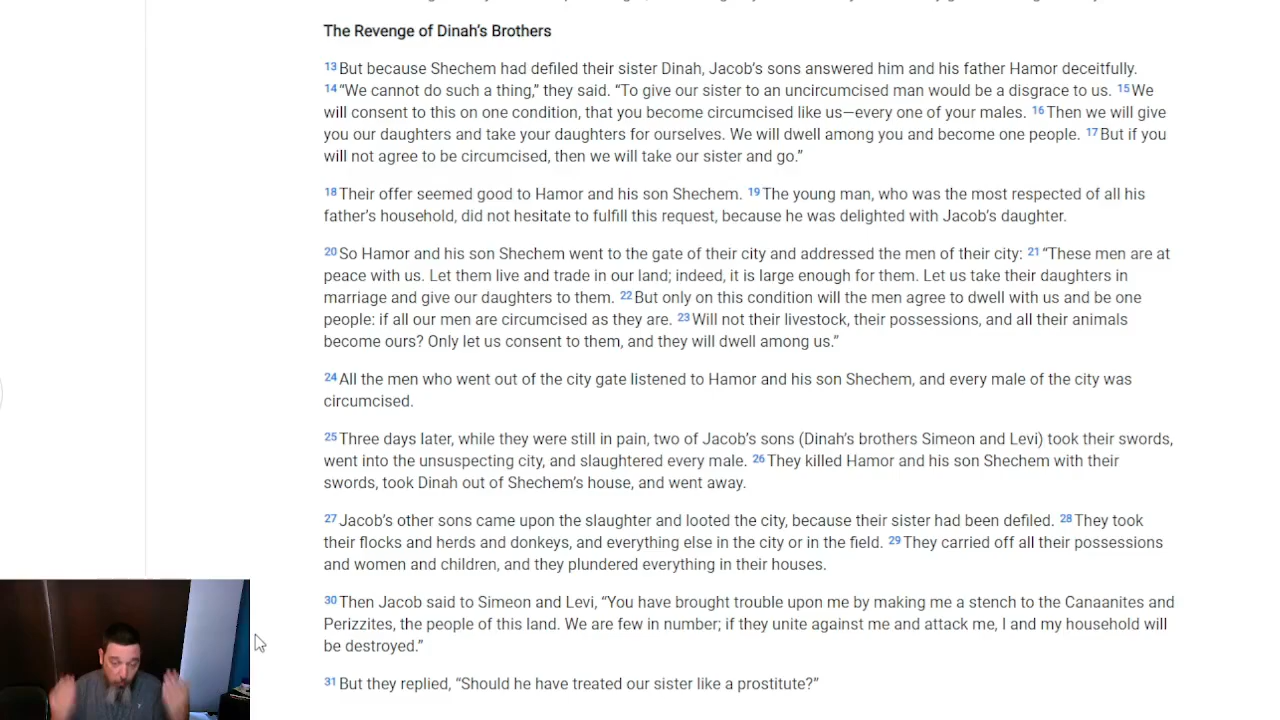 The Revenge of Dinah’s Brothers
13 But because Shechem had defiled their sister Dinah, Jacob’s sons answered him and his father Hamor deceitfully.
14 “We cannot do such a thing,” they said. “To give our sister to an uncircumcised man would be a disgrace to us. 15 We
will consent to this on one condition, that you become circumcised like us—every one of your males. 16 Then we will give
you our daughters and take your daughters for ourselves. We will dwell among you and become one people. 17 But if you
will not agree to be circumcised, then we will take our sister and go.”
18 Their offer seemed good to Hamor and his son Shechem. 19 The young man, who was the most respected of all his
father’s household, did not hesitate to fulfill this request, because he was delighted with Jacob’s daughter.
20 So Hamor and his son Shechem went to the gate of their city and addressed the men of their city: 21 “These men are at
peace with us. Let them live and trade in our land; indeed, it is large enough for them. Let us take their daughters in
marriage and give our daughters to them. 22 But only on this condition will the men agree to dwell with us and be one
people: if all our men are circumcised as they are. 23 Will not their livestock, their possessions, and all their animals
become ours? Only let us consent to them, and they will dwell among us.”
24 All the men who went out of the city gate listened to Hamor and his son Shechem, and every male of the city was
circumcised.
25 Three days later, while they were still in pain, two of Jacob’s sons (Dinah’s brothers Simeon and Levi) took their swords,
went into the unsuspecting city, and slaughtered every male. 26 They killed Hamor and his son Shechem with their
swords, took Dinah out of Shechem’s house, and went away.
27 Jacob’s other sons came upon the slaughter and looted the city, because their sister had been defiled. 28 They took
their flocks and herds and donkeys, and everything else in the city or in the field. 29 They carried off all their possessions
and women and children, and they plundered everything in their houses.
30 Then Jacob said to Simeon and Levi, “You have brought trouble upon me by making me a stench to the Canaanites and
Perizzites, the people of this land. We are few in number; if they unite against me and attack me, I and my household will
be destroyed.”
31 But they replied, “Should he have treated our sister like a prostitute?”